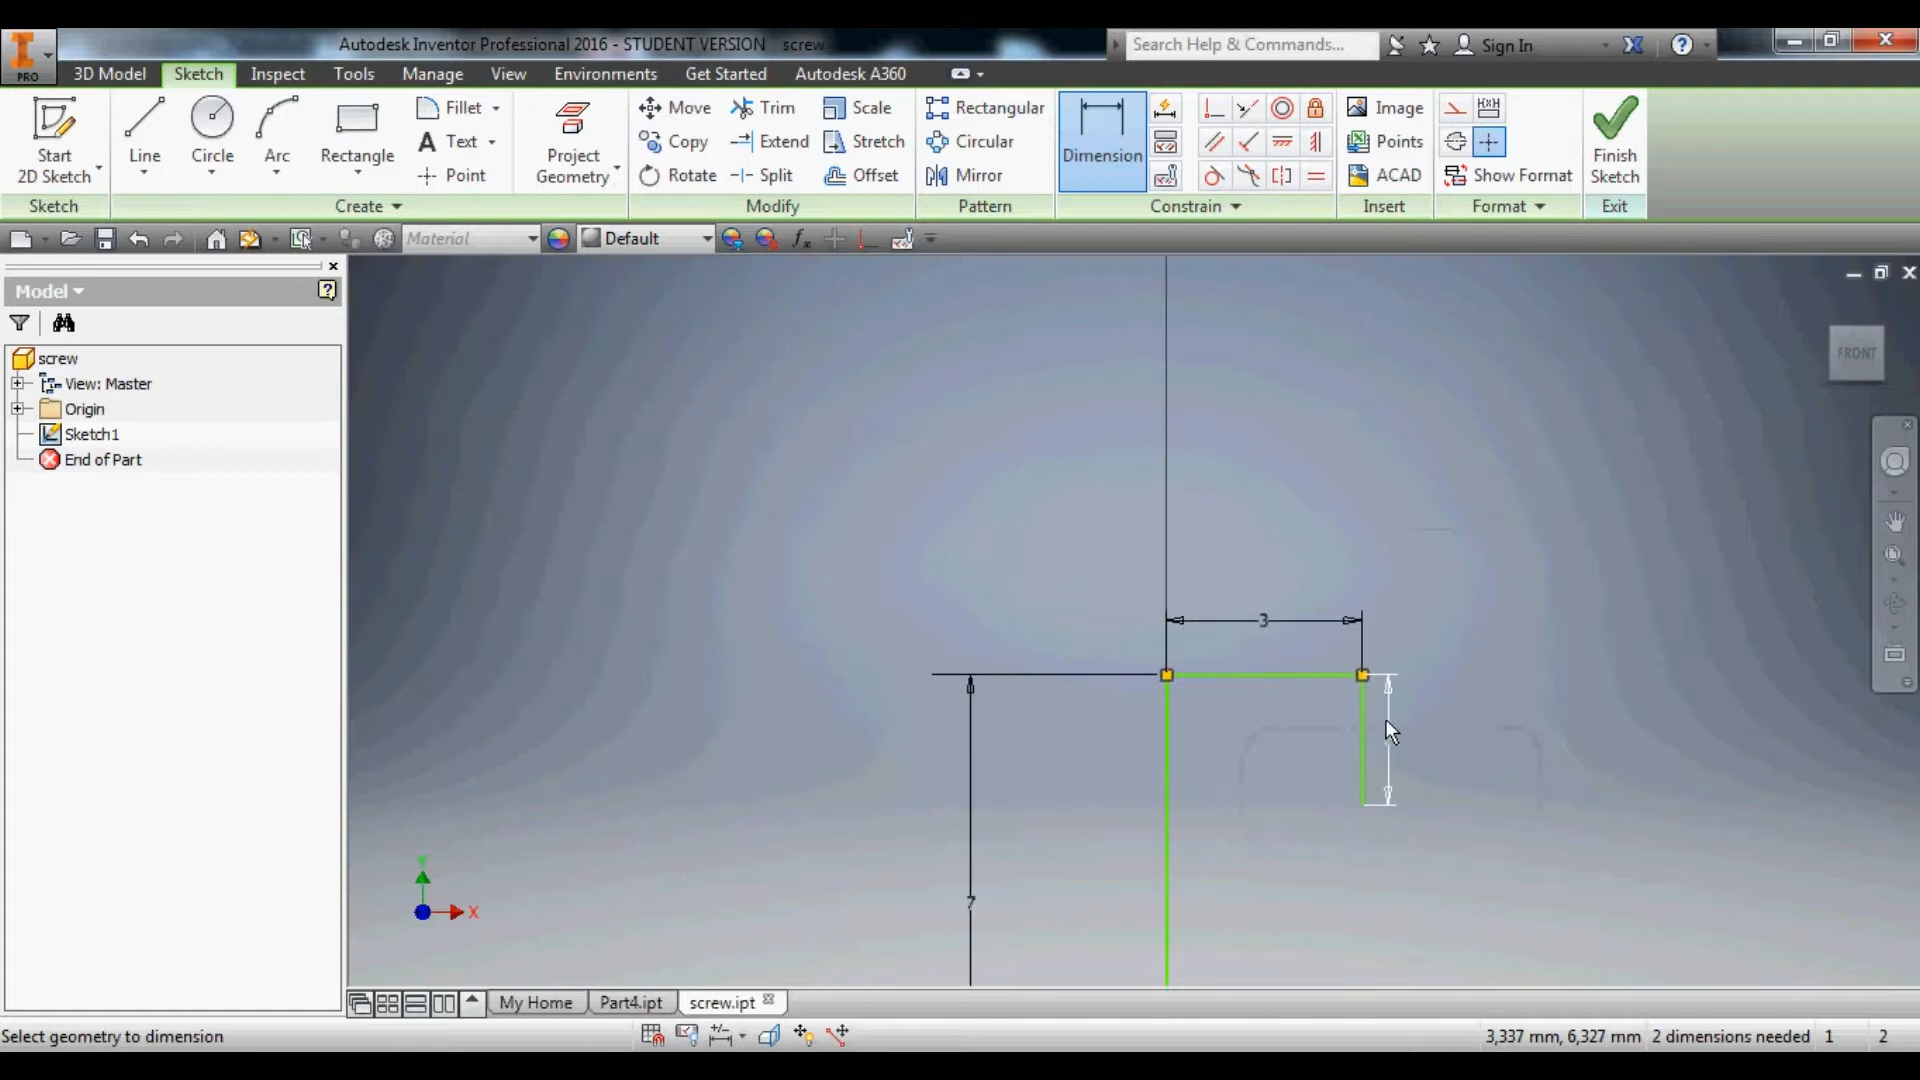 Autodesk Inventor Professional 2016 - STUDENT VERSION screw
Search Help & Commands...
Sign In
PRO
3D Model
Sketch
Inspect
Tools
Manage
View
Environments
Get Started
Autodesk A360
Start
2D Sketch
Line
Circle
Arc
Rectangle
Fillet
Text
Point
Project
Geometry
Move
Copy
Rotate
Trim
Extend
Split
Scale
Stretch
Offset
Rectangular
Circular
Mirror
Dimension
Image
Points
ACAD
Show Format
Finish
Sketch
Sketch
Create
Modify
Pattern
Constrain
Insert
Format
Exit
Material
Default
fx
Model
screw
View: Master
Origin
Sketch1
End of Part
FRONT
3
7
Y
X
My Home
Part4.ipt
screw.ipt
Select geometry to dimension
3,337 mm, 6,327 mm
2 dimensions needed
1
2